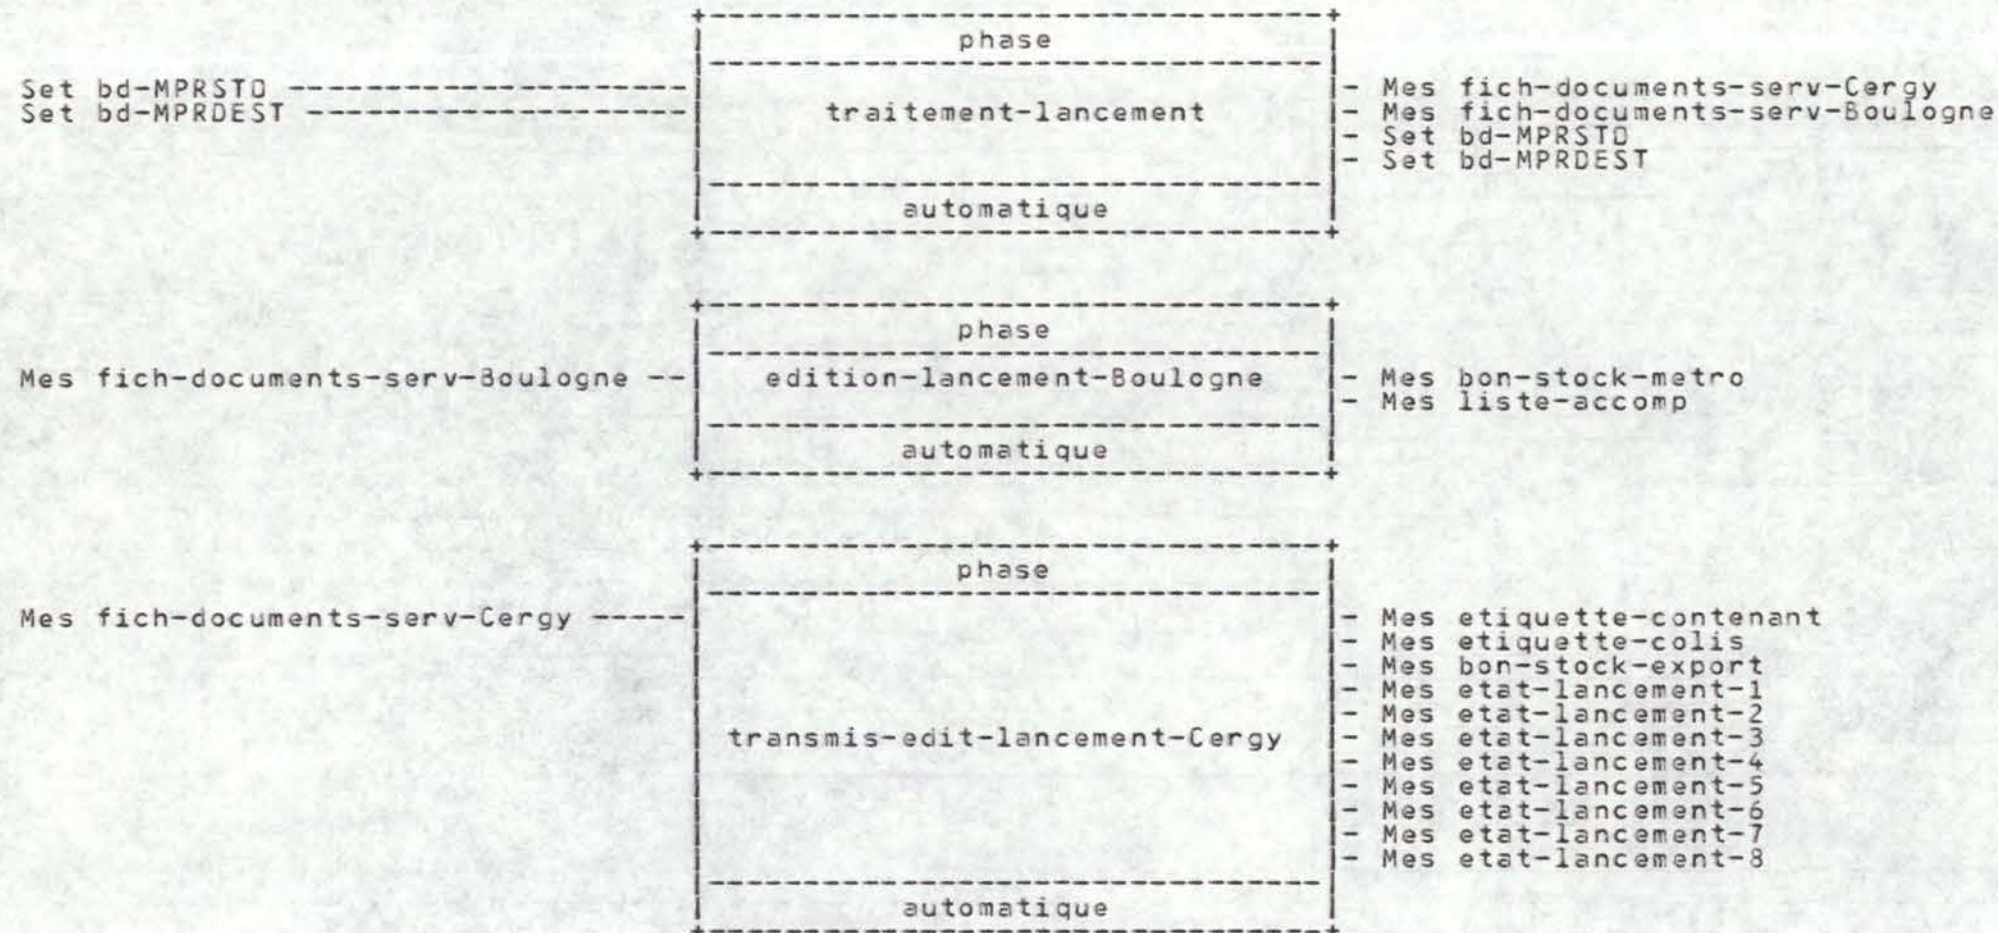 phase
Set bd-MPRSTO
Set bd-MPRDEST
traitement-lancement
- Mes fich-documents-serv-Cergy
- Mes fich-documents-serv-Boulogne
- Set bd-MPRSTO
- Set bd-MPRDEST
automatique
phase
Mes fich-documents-serv-Boulogne
edition-lancement-Boulogne
- Mes bon-stock-metro
- Mes liste-accomp
automatique
phase
Mes fich-documents-serv-Cergy
transmis-edit-lancement-Cergy
- Mes etiquette-contenant
- Mes etiquette-colis
- Mes bon-stock-export
- Mes etat-lancement-1
- Mes etat-lancement-2
- Mes etat-lancement-3
- Mes etat-lancement-4
- Mes etat-lancement-5
- Mes etat-lancement-6
- Mes etat-lancement-7
- Mes etat-lancement-8
automatique